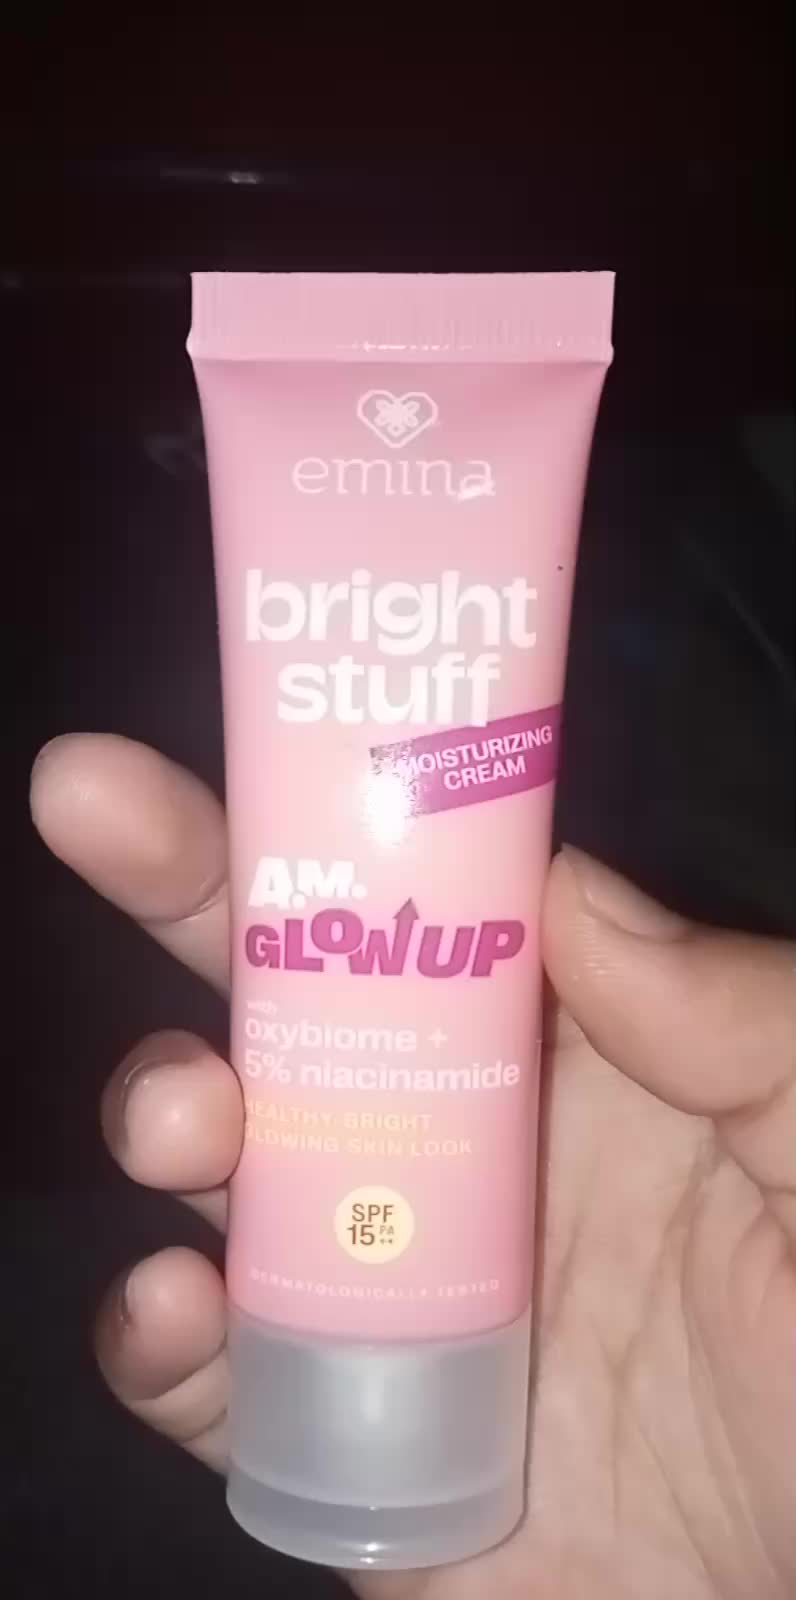 emina
bright
stuff
MOISTURIZING
CREAM
A.M.
GLOW UP
with
oxybiome +
5% niacinamide
HEALTHY BRIGHT
GLOWING SKIN LOOK
SPF
15 PA
++
DERMATOLOGICALLY TESTED